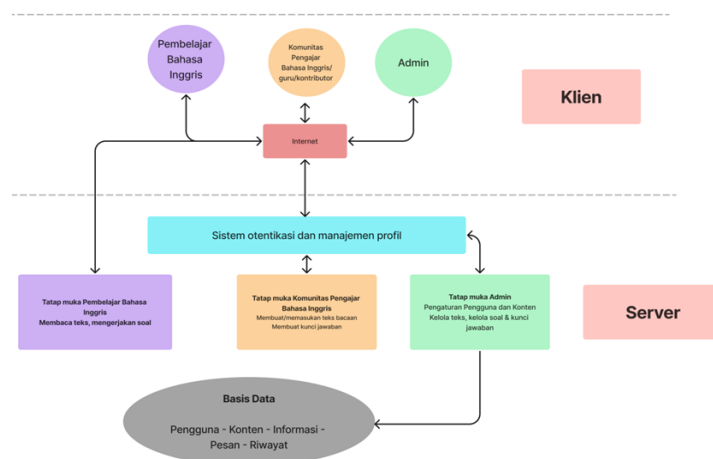 Pembelajar
Bahasa
Inggris
Komunitas
Pengajar
Bahasa Inggris/
guru/kontributor
Admin
Klien
Internet
Sistem otentikasi dan manajemen profil
Tatap muka Pembelajar Bahasa
Inggris
Membaca teks, mengerjakan soal
Tatap muka Komunitas Pengajar
Bahasa Inggris
Membuat/memasukan teks bacaan
Membuat kunci jawaban
Tatap muka Admin
Pengaturan Pengguna dan Konten
Kelola teks, kelola soal & kunci
jawaban
Server
Basis Data
Pengguna - Konten - Informasi -
Pesan - Riwayat